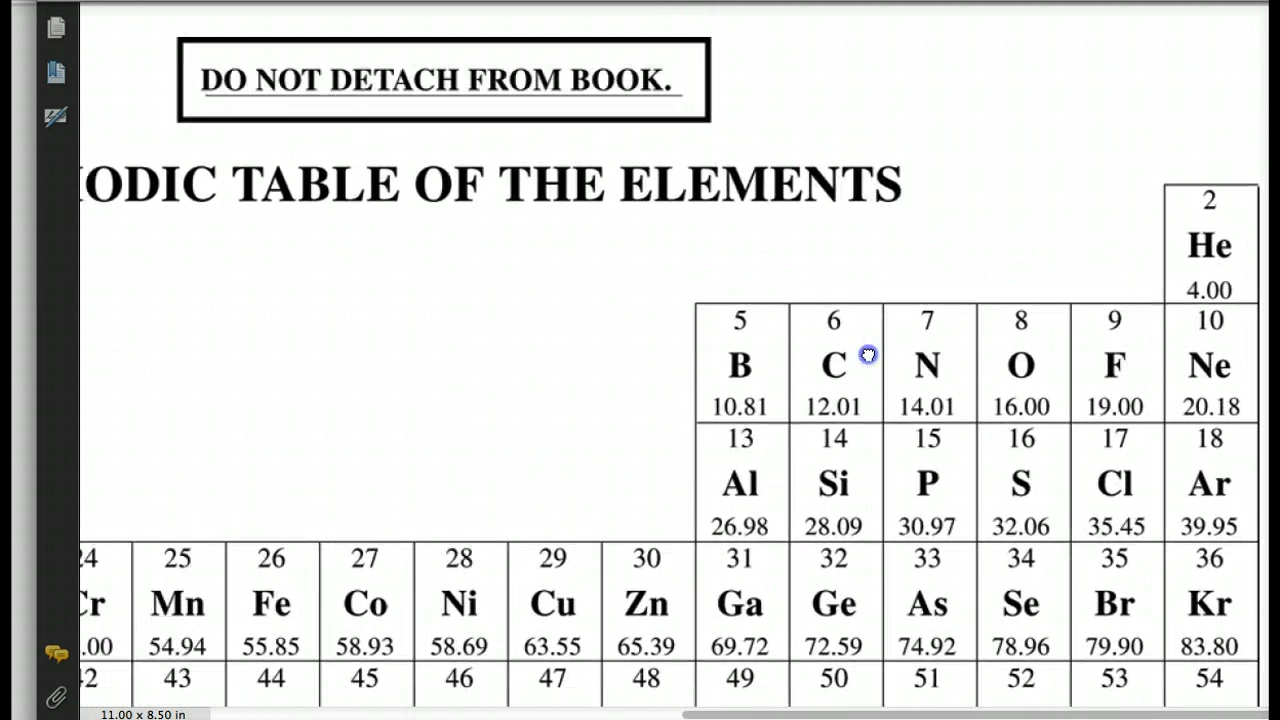 DO NOT DETACH FROM BOOK.
IODIC TABLE OF THE ELEMENTS
2
He
4.00
5 6 7 8 9 10
B C N O F Ne
10.81 12.01 14.01 16.00 19.00 20.18
13 14 15 16 17 18
Al Si P S Cl Ar
26.98 28.09 30.97 32.06 35.45 39.95
24 25 26 27 28 29 30 31 32 33 34 35 36
Cr Mn Fe Co Ni Cu Zn Ga Ge As Se Br Kr
.00 54.94 55.85 58.93 58.69 63.55 65.39 69.72 72.59 74.92 78.96 79.90 83.80
42 43 44 45 46 47 48 49 50 51 52 53 54
11.00 x 8.50 in